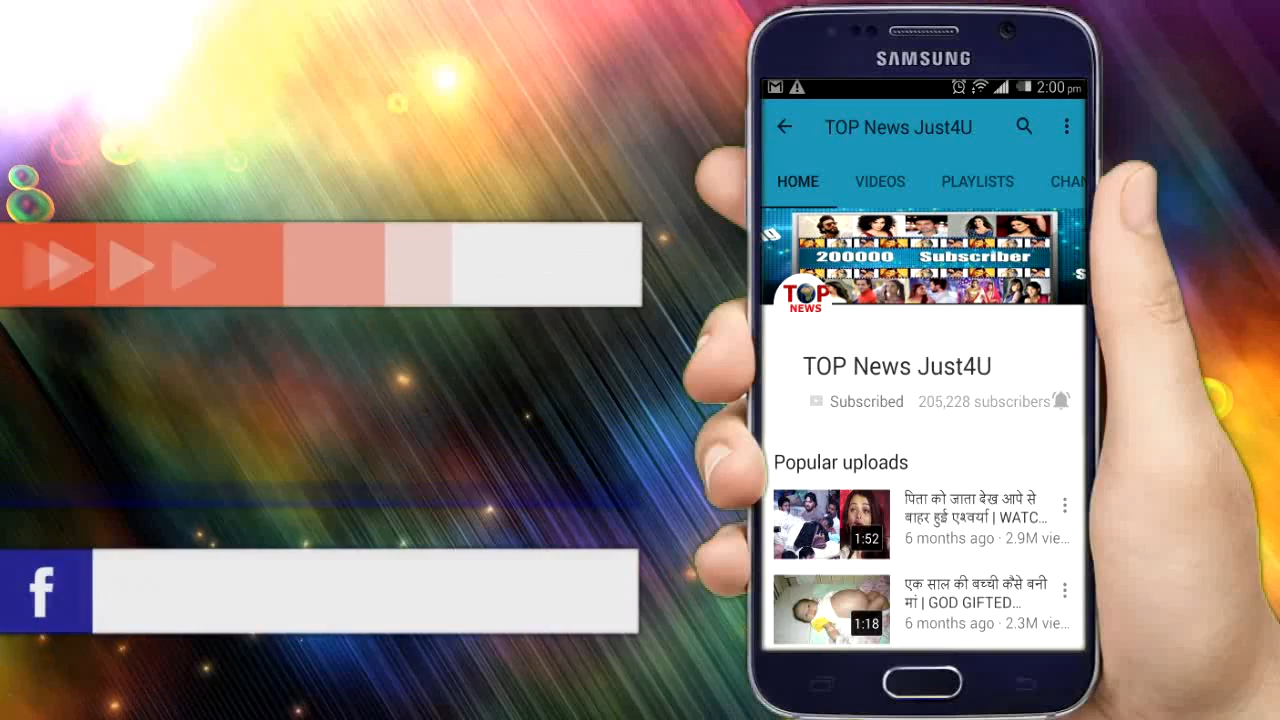 SAMSUNG
2:00 pm
TOP News Just4U
HOME VIDEOS PLAYLISTS CHAN
200000 Subscriber
TOP
NEWS
TOP News Just4U
Subscribed 205,228 subscribers
Popular uploads
पिता को जाता देख आपे से
बाहर हुई एश्वर्या | WATC...
6 months ago · 2.9M vie...
1:52
एक साल की बच्ची कैसे बनी
मां | GOD GIFTED...
6 months ago · 2.3M vie...
1:18
f